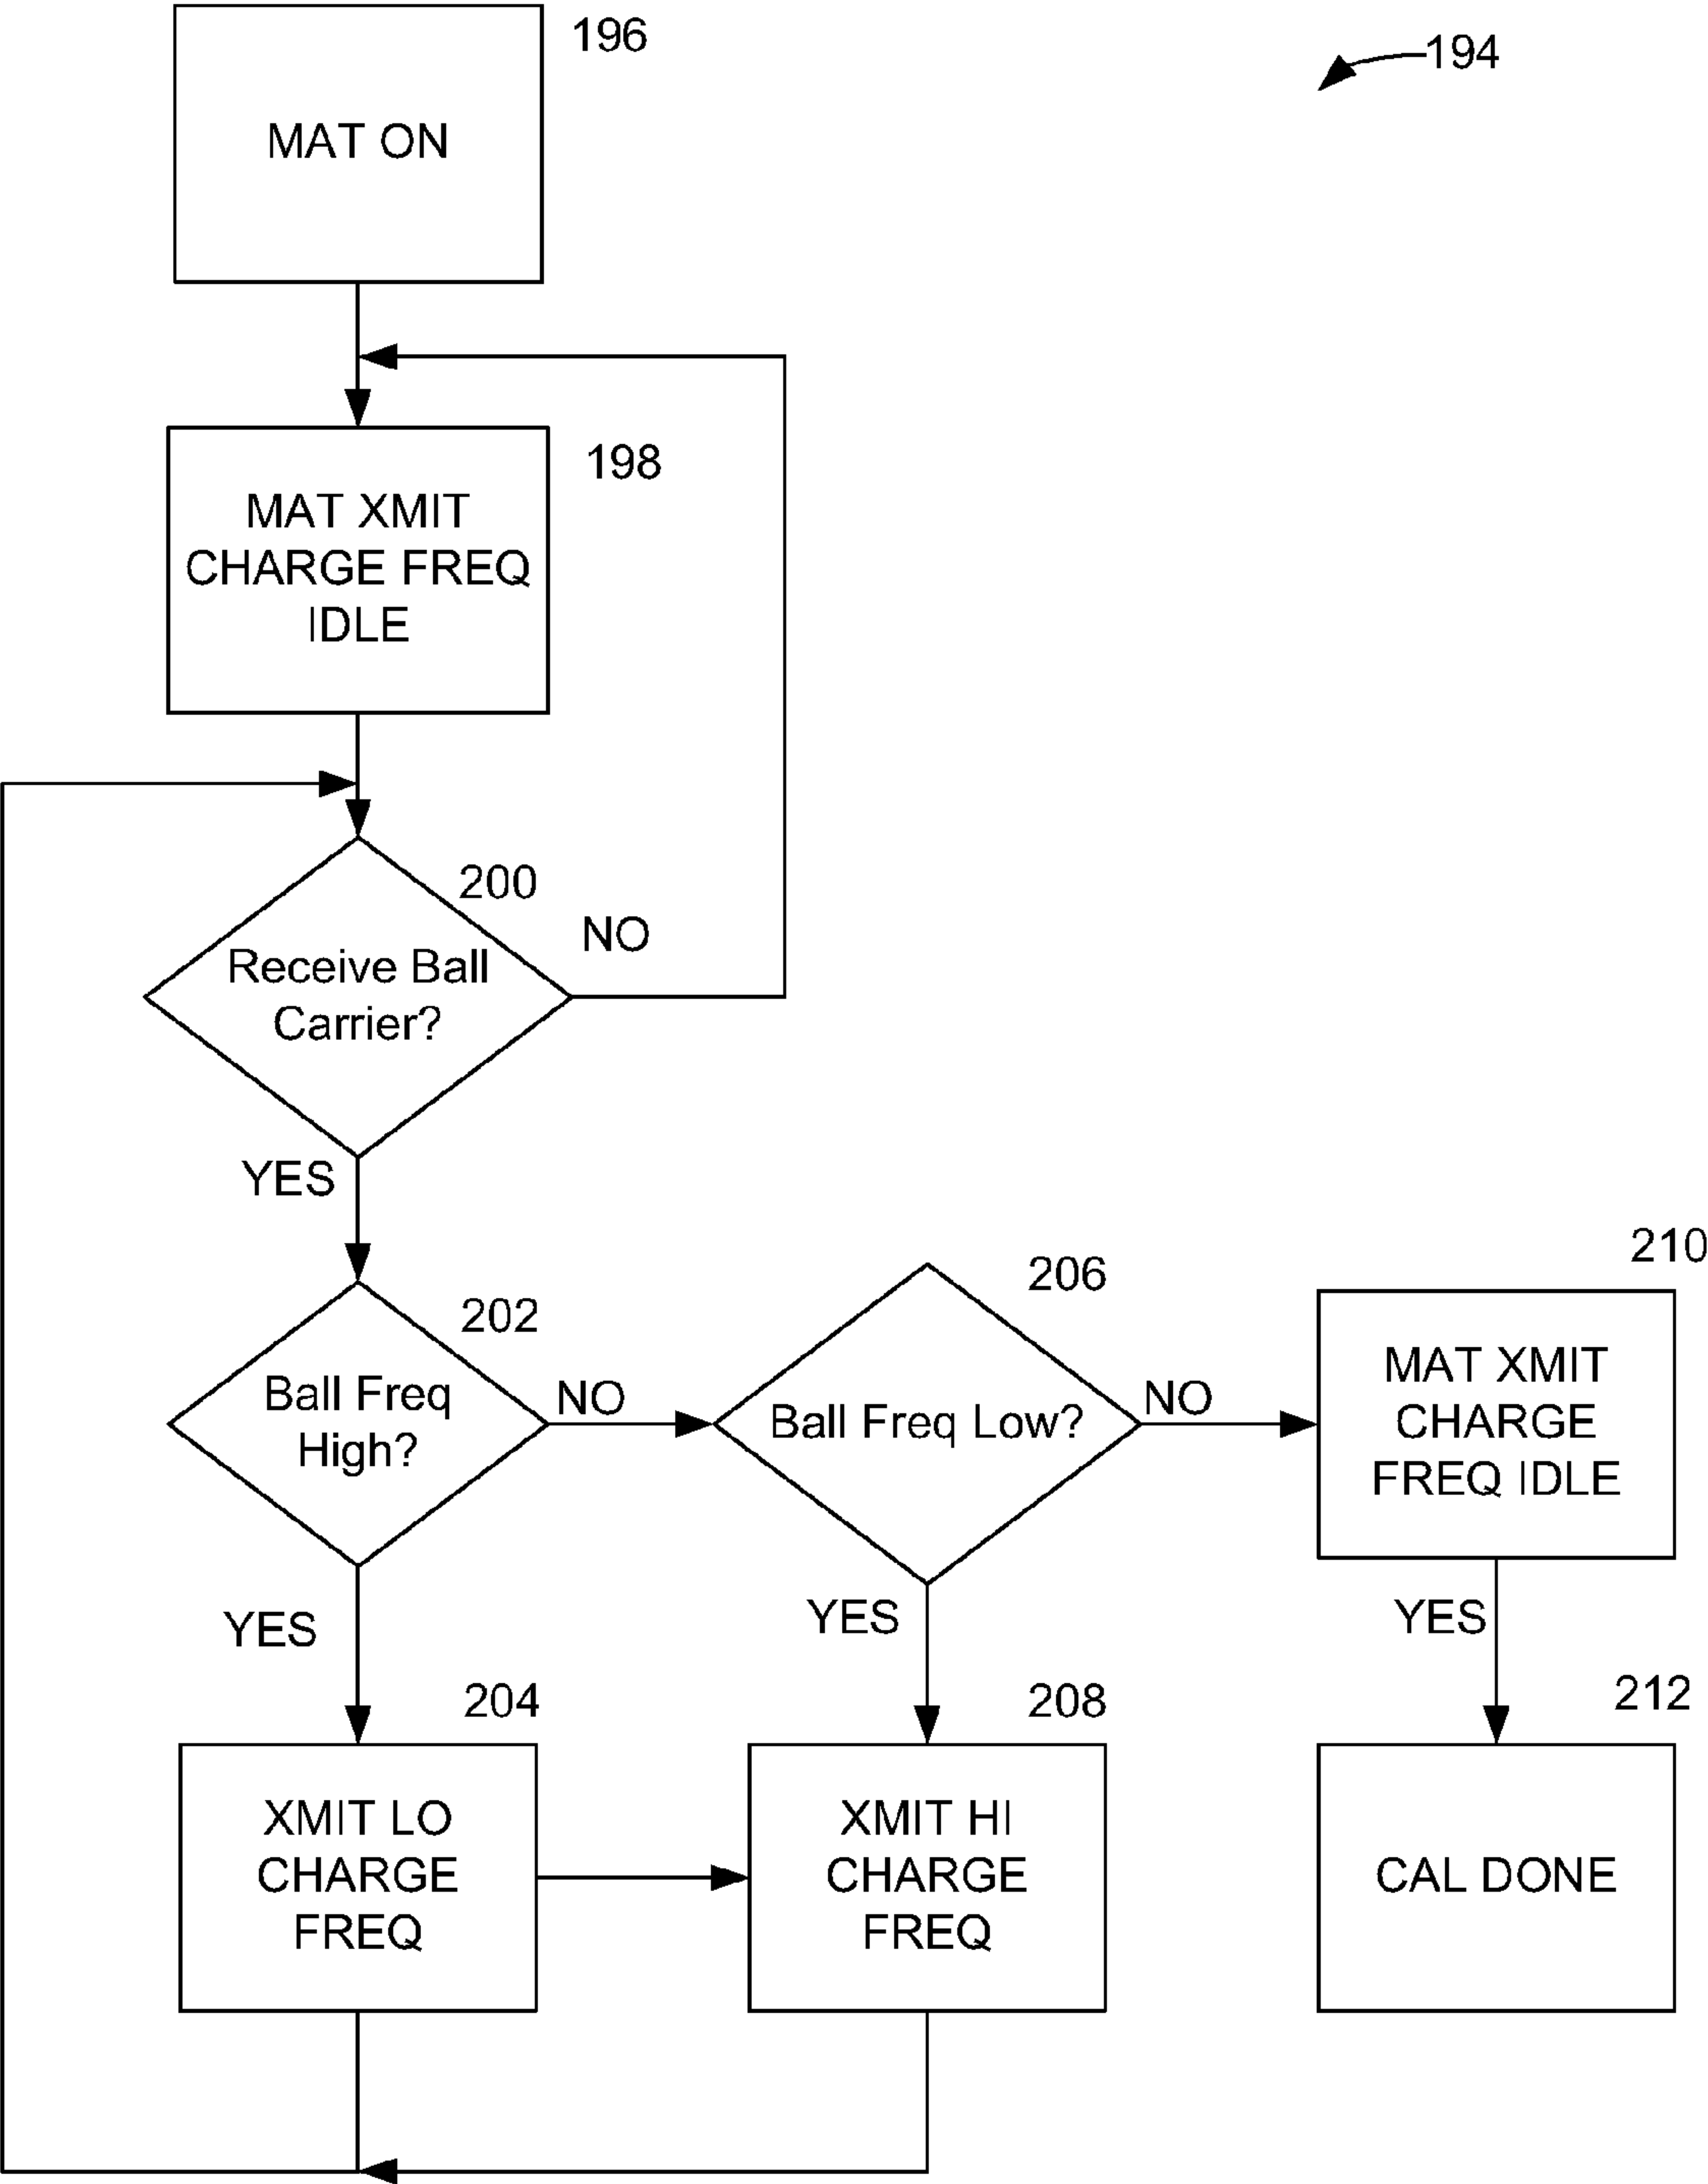 196
194
MAT ON
198
MAT XMIT
CHARGE FREQ
IDLE
200
NO
Receive Ball
Carrier?
YES
202
Ball Freq
High?
NO
206
Ball Freq Low?
NO
210
MAT XMIT
CHARGE
FREQ IDLE
YES
YES
YES
204
208
212
XMIT LO
CHARGE
FREQ
XMIT HI
CHARGE
FREQ
CAL DONE